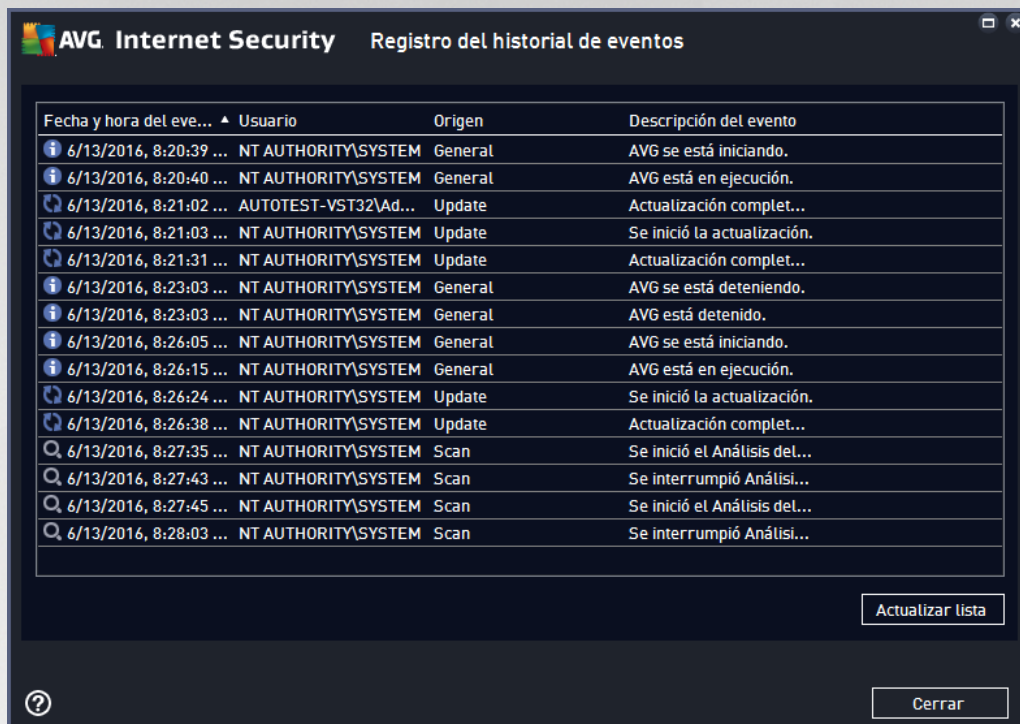 AVG Internet Security Registro del historial de eventos
Fecha y hora del eve... Usuario Origen Descripción del evento
6/13/2016, 8:20:39 ... NT AUTHORITY\SYSTEM General AVG se está iniciando.
6/13/2016, 8:20:40 ... NT AUTHORITY\SYSTEM General AVG está en ejecución.
6/13/2016, 8:21:02 ... AUTOTEST-VST32\Ad... Update Actualización complet...
6/13/2016, 8:21:03 ... NT AUTHORITY\SYSTEM Update Se inició la actualización.
6/13/2016, 8:21:31 ... NT AUTHORITY\SYSTEM Update Actualización complet...
6/13/2016, 8:23:03 ... NT AUTHORITY\SYSTEM General AVG se está deteniendo.
6/13/2016, 8:23:03 ... NT AUTHORITY\SYSTEM General AVG está detenido.
6/13/2016, 8:26:05 ... NT AUTHORITY\SYSTEM General AVG se está iniciando.
6/13/2016, 8:26:15 ... NT AUTHORITY\SYSTEM General AVG está en ejecución.
6/13/2016, 8:26:24 ... NT AUTHORITY\SYSTEM Update Se inició la actualización.
6/13/2016, 8:26:38 ... NT AUTHORITY\SYSTEM Update Actualización complet...
6/13/2016, 8:27:35 ... NT AUTHORITY\SYSTEM Scan Se inició el Análisis del...
6/13/2016, 8:27:43 ... NT AUTHORITY\SYSTEM Scan Se interrumpió Análisi...
6/13/2016, 8:27:45 ... NT AUTHORITY\SYSTEM Scan Se inició el Análisis del...
6/13/2016, 8:28:03 ... NT AUTHORITY\SYSTEM Scan Se interrumpió Análisi...
Actualizar lista
Cerrar